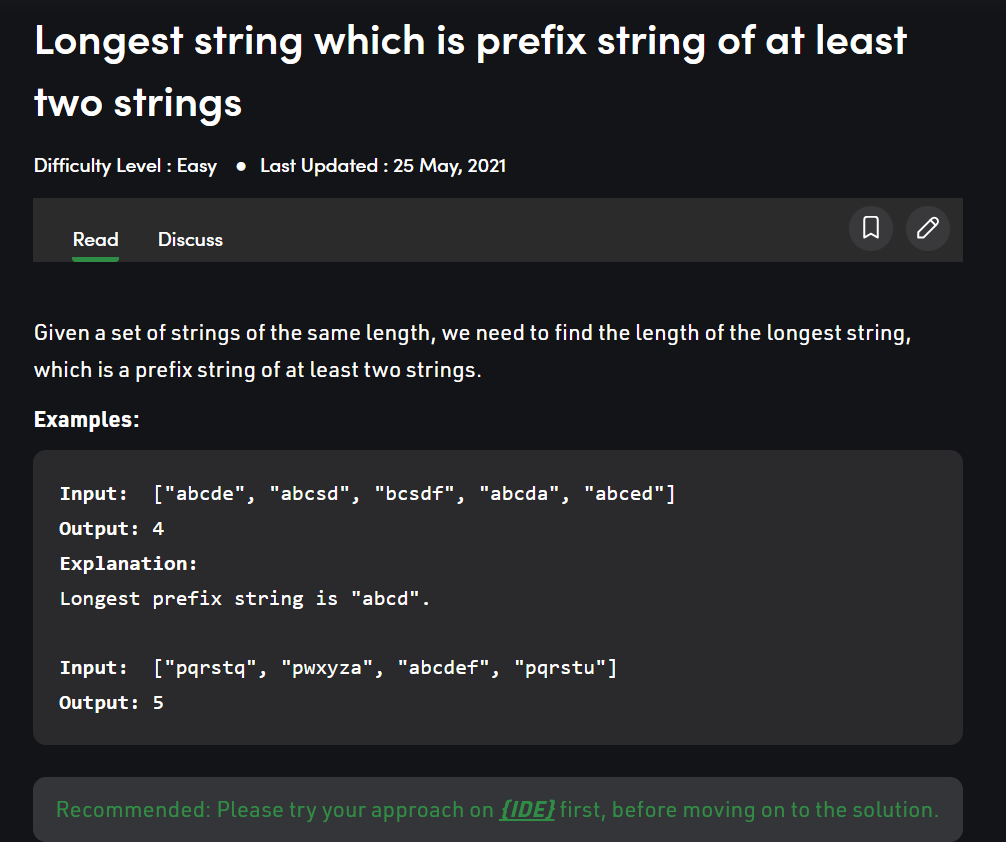 Longest string which is prefix string of at least
two strings
Difficulty Level : Easy ● Last Updated : 25 May, 2021
Read Discuss
Given a set of strings of the same length, we need to find the length of the longest string,
which is a prefix string of at least two strings.
Examples:
Input:  ["abcde", "abcsd", "bcsdf", "abcda", "abced"]
Output: 4
Explanation:
Longest prefix string is "abcd".
Input:  ["pqrstq", "pwxyza", "abcdef", "pqrstu"]
Output: 5
Recommended: Please try your approach on {IDE} first, before moving on to the solution.